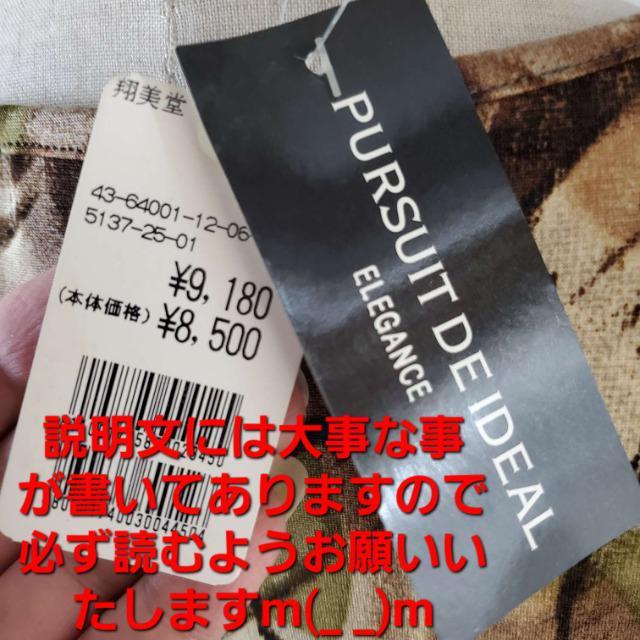 翔美堂
43-64001-12-06
5137-25-01
¥9,180
(本体価格) ¥8,500
PURSUIT DE IDEAL
ELEGANCE
説明文には大事な事
が書いてありますので
必ず読むようお願いい
たしますm(_ _)m